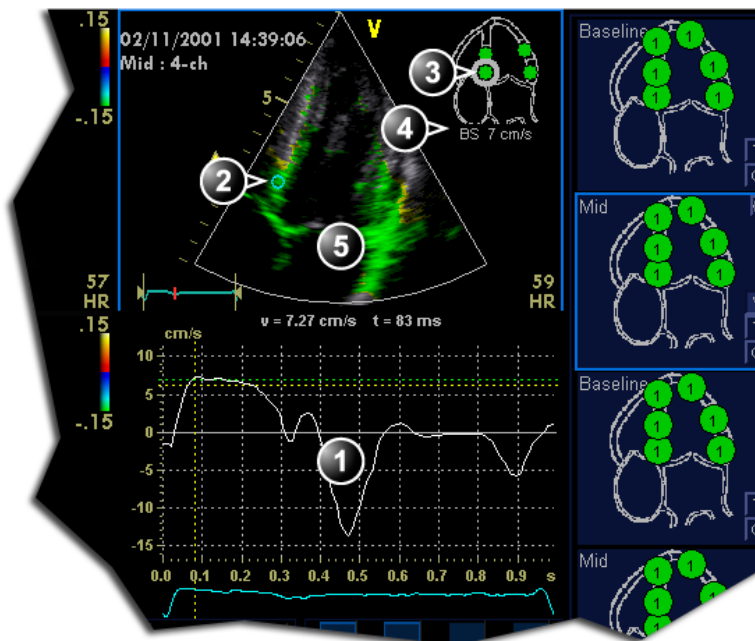 .15
02/11/2001 14:39:06
Mid : 4-ch
V
3
4
BS 7 cm/s
5
-.15
2
5
57
HR
59
HR
v = 7.27 cm/s t = 83 ms
.15
-.15
cm/s
10
5
0
-5
-10
-15
1
0.0 0.1 0.2 0.3 0.4 0.5 0.6 0.7 0.8 0.9 s
Baseline
1 1
1 1
1 1
Mid
1 1
1 1
1 1
Baseline
1 1
1 1
1 1
Mid
1 1
1 1
1